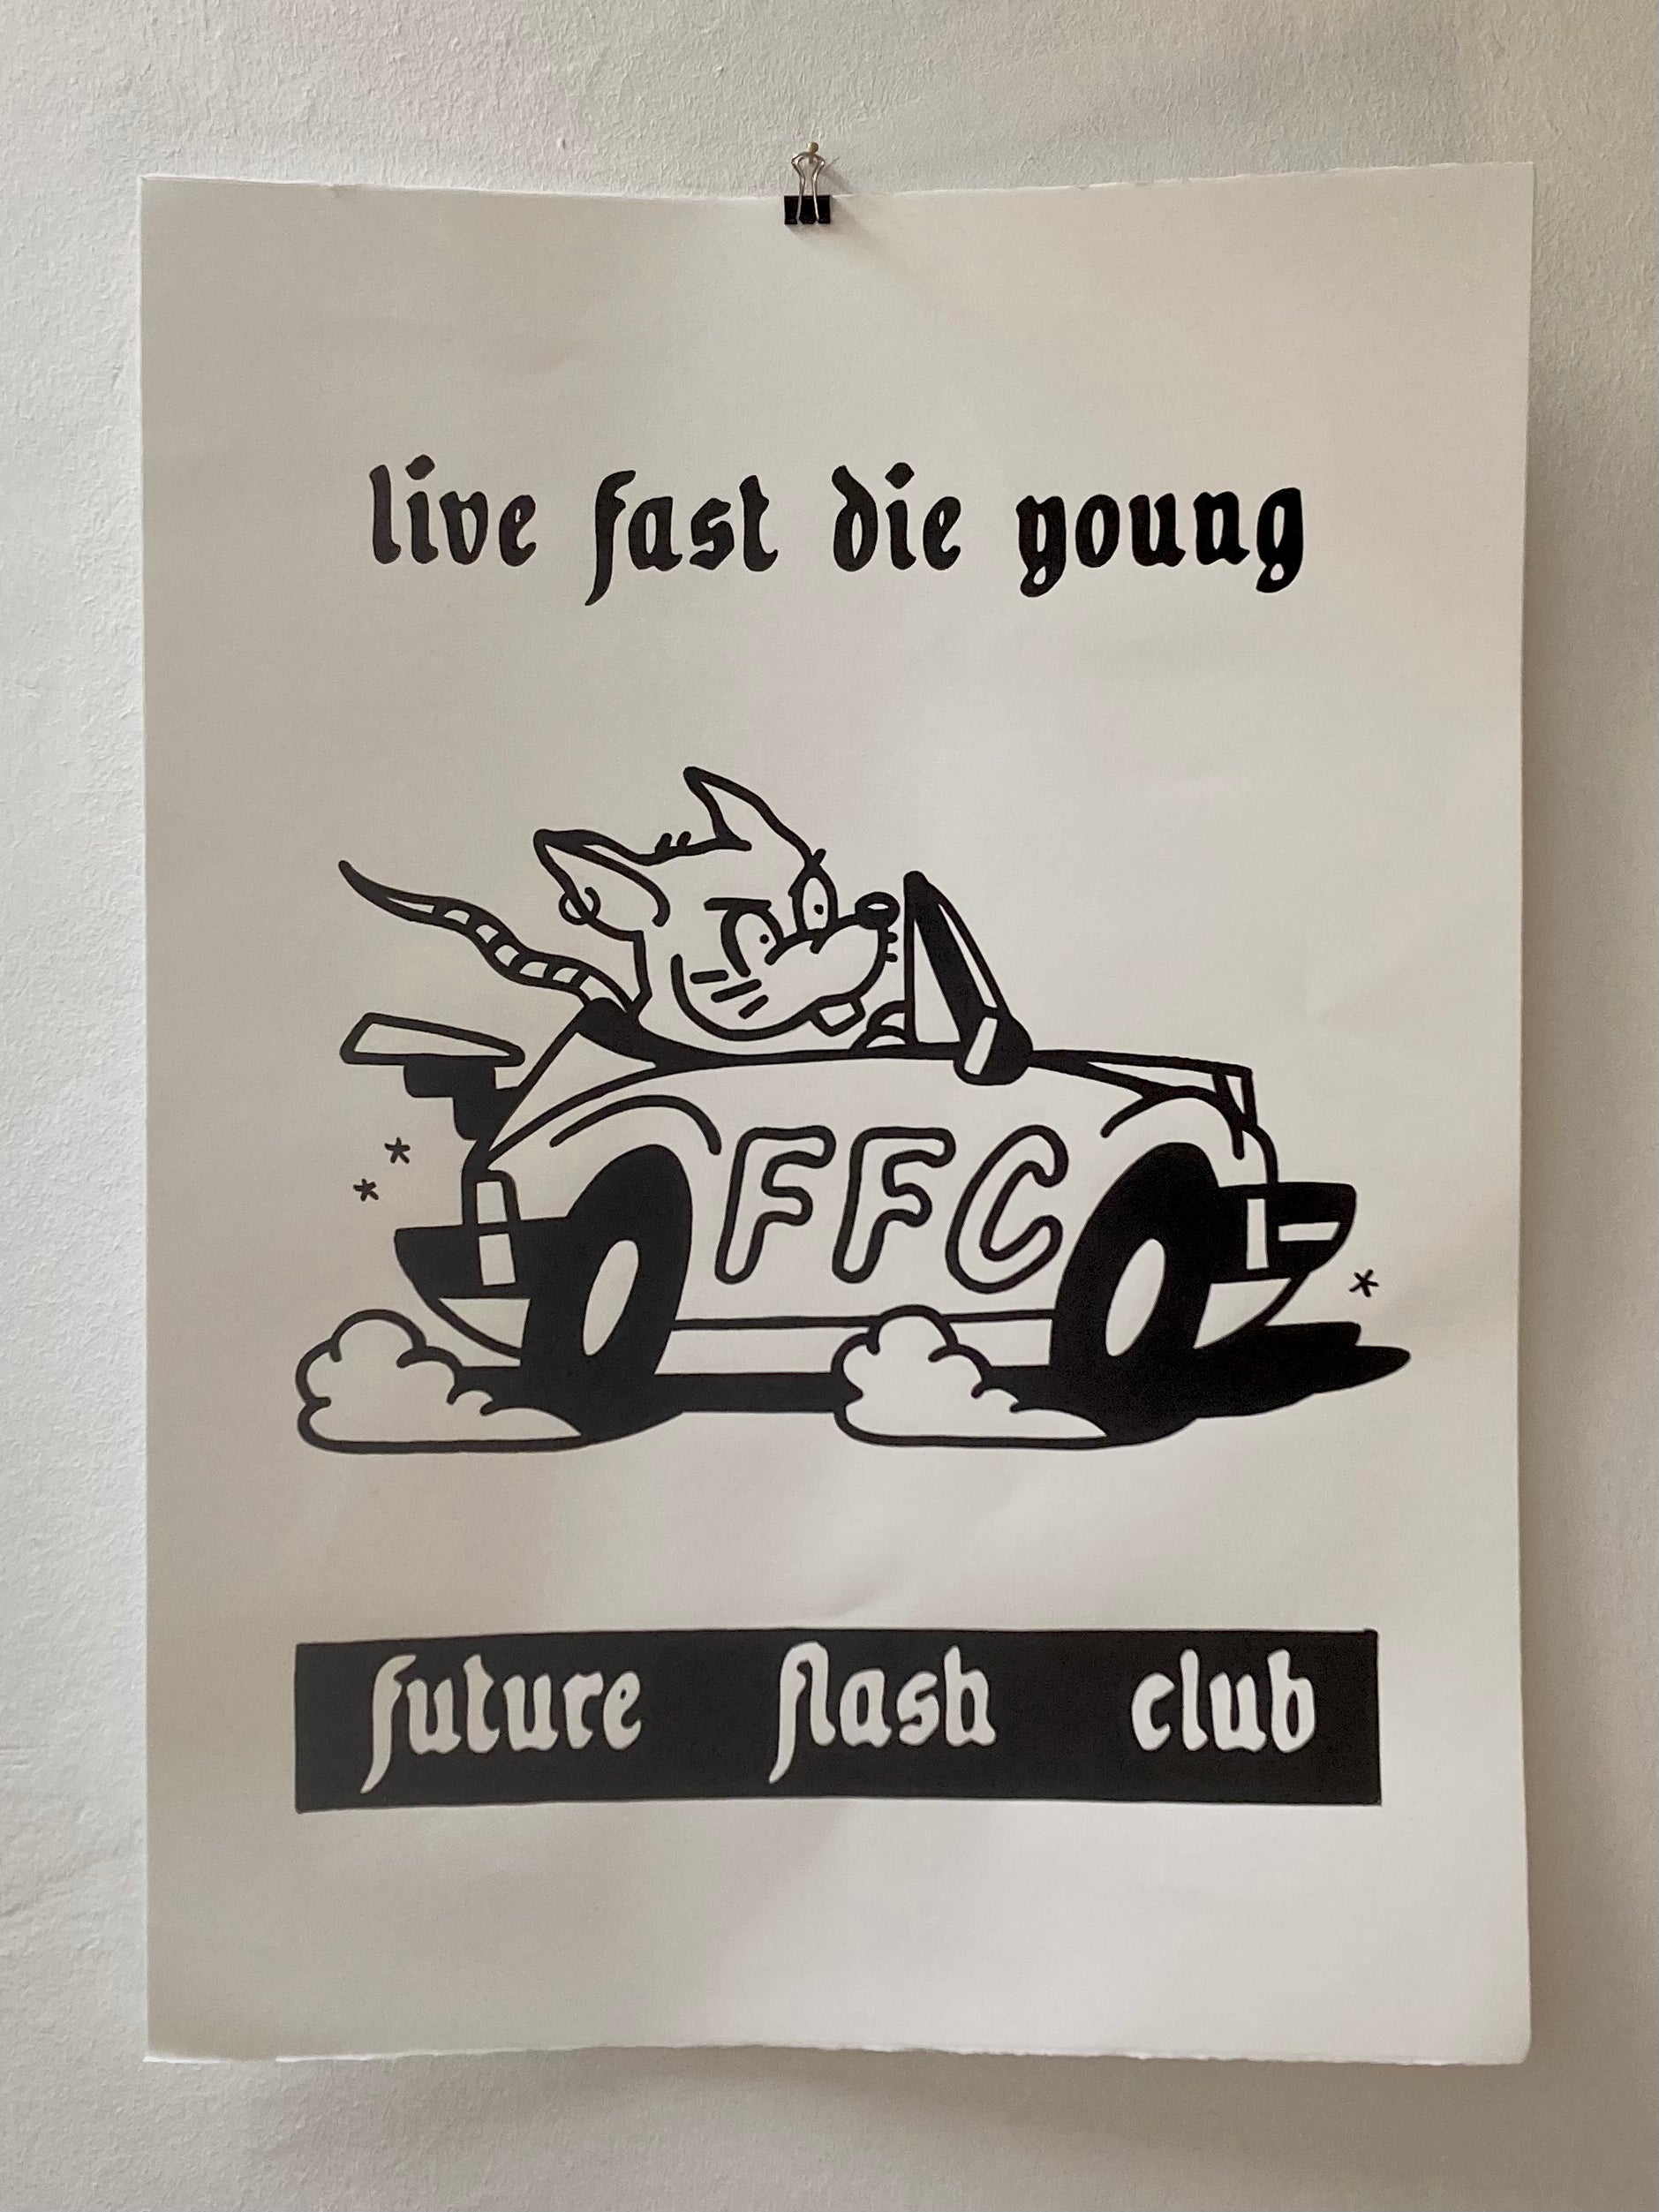 live fast die young
FFC
future flash club